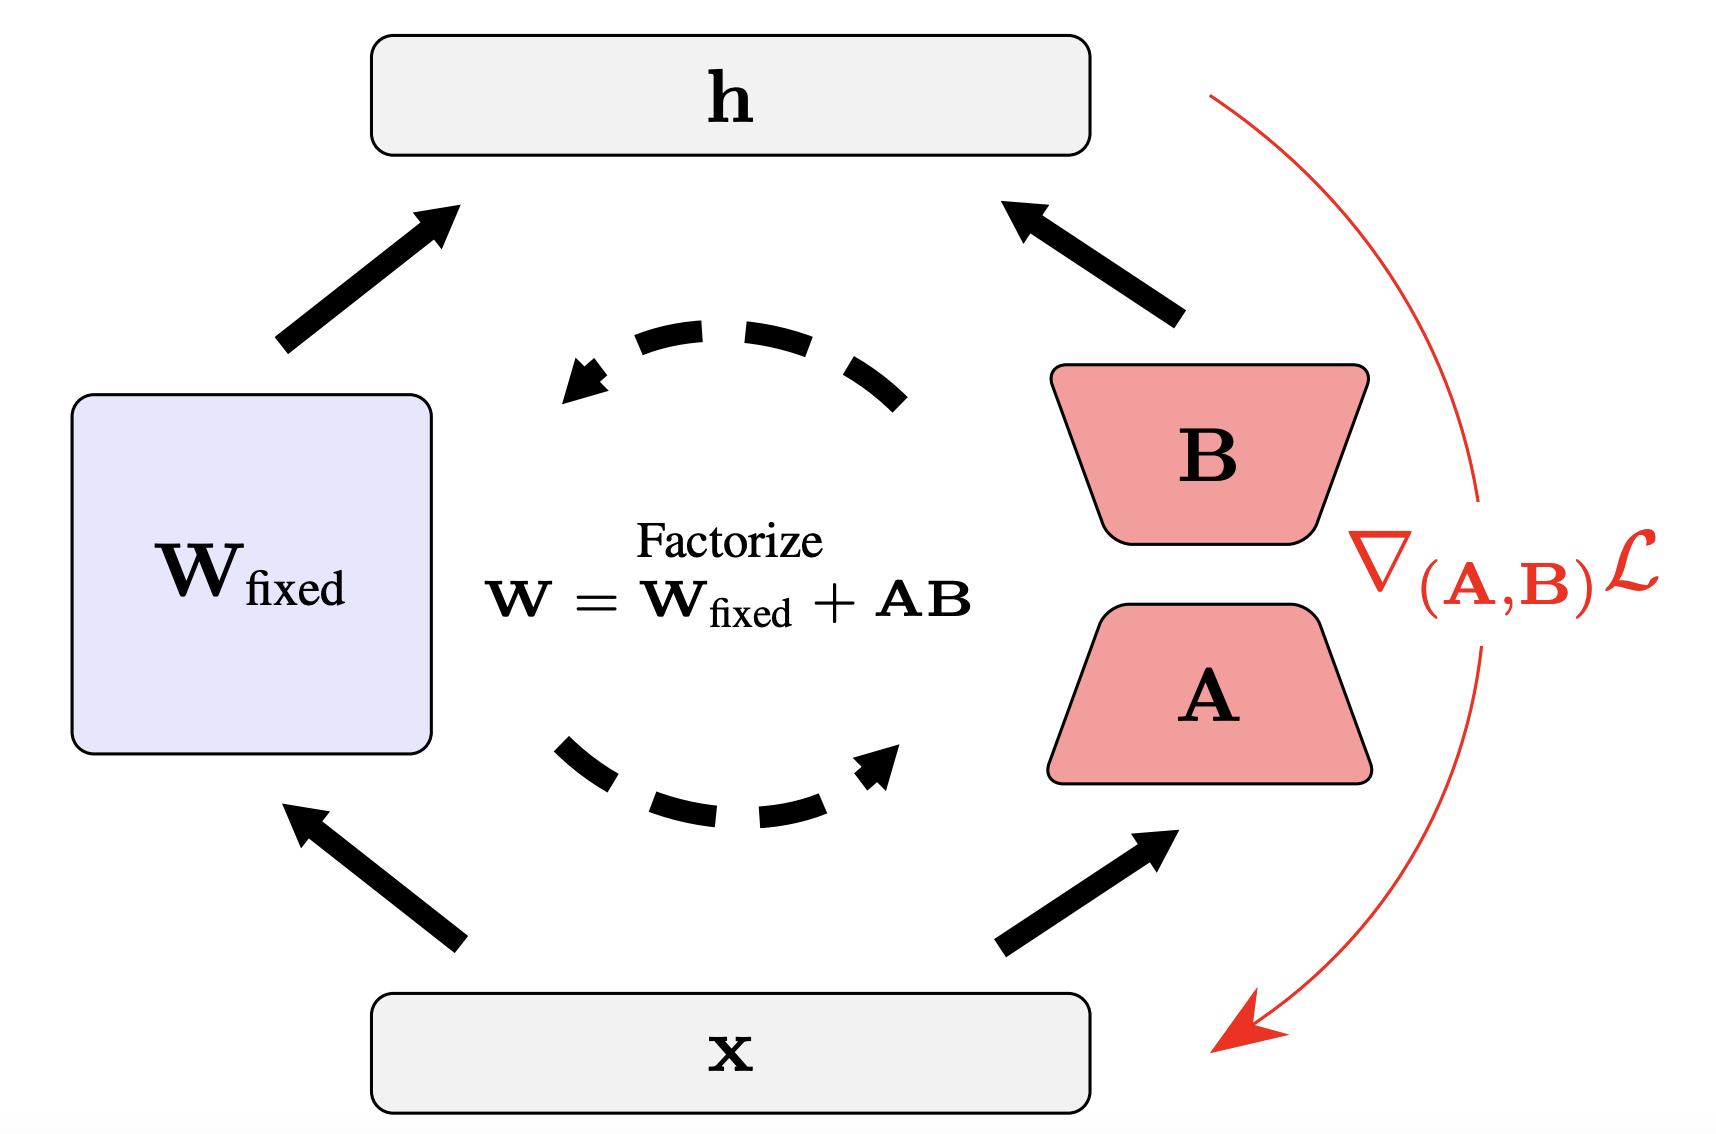 h
B
W_fixed
Factorize
W = W_fixed + AB
∇_(A,B) ℒ
A
x